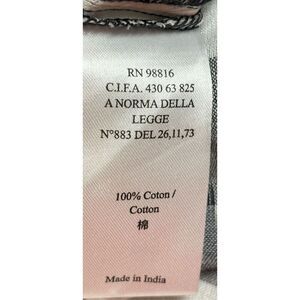 RN 98816
C.I.F.A. 430 63 825
A NORMA DELLA
LEGGE
N°883 DEL 26,11,73
100% Coton /
Cotton
棉
Made in India